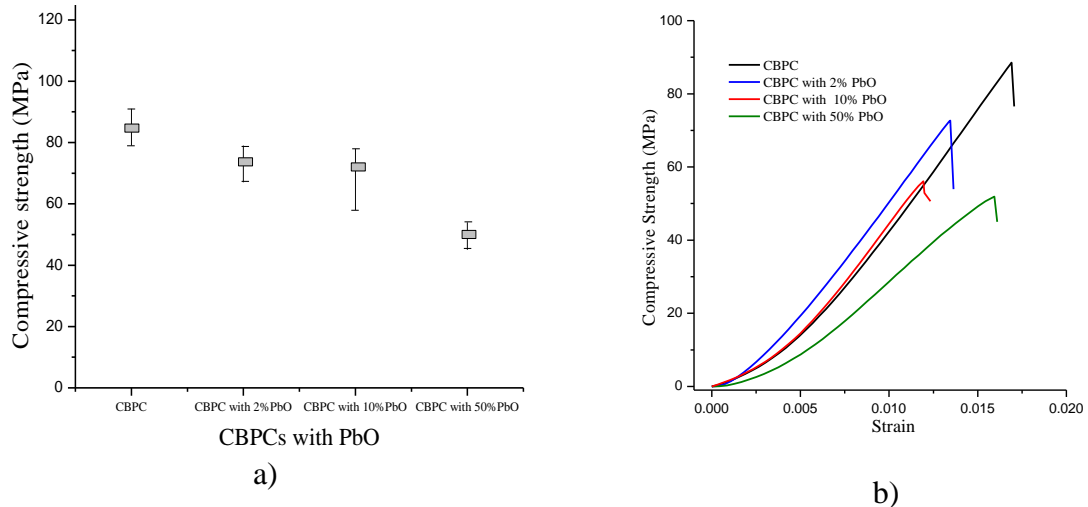 120
100
80
60
40
20
0
Compressive strength (MPa)
CBPC
CBPC with 2%PbO
CBPC with 10%PbO
CBPC with 50%PbO
CBPCs with PbO
a)
100
80
60
40
20
0
Compressive Strength (MPa)
CBPC
CBPC with 2% PbO
CBPC with 10% PbO
CBPC with 50% PbO
0.000
0.005
0.010
0.015
0.020
Strain
b)